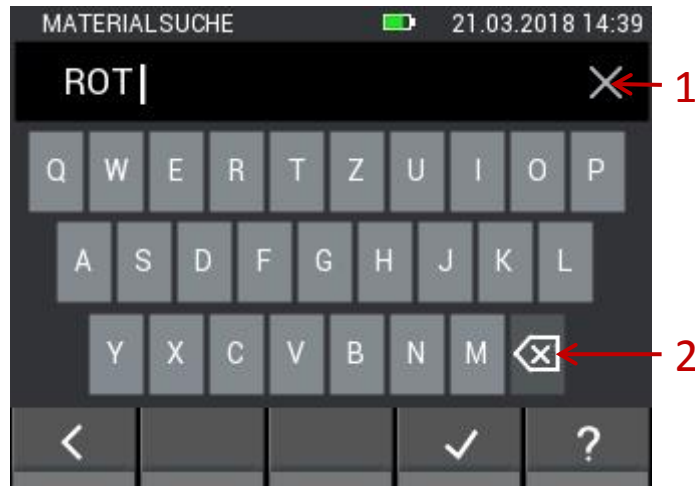 MATERIALSUCHE 21.03.2018 14:39
ROT 1
Q W E R T Z U I O P
A S D F G H J K L
Y X C V B N M 2
?